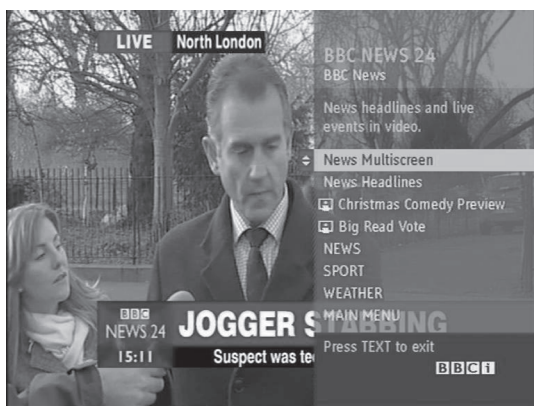 LIVE North London
BBC NEWS 24
BBC News
News headlines and live
events in video.
News Multiscreen
News Headlines
Christmas Comedy Preview
Big Read Vote
NEWS
SPORT
WEATHER
MAIN MENU
Press TEXT to exit
BBCi
BBC
NEWS 24
15:11
JOGGER STABBING
Suspect was